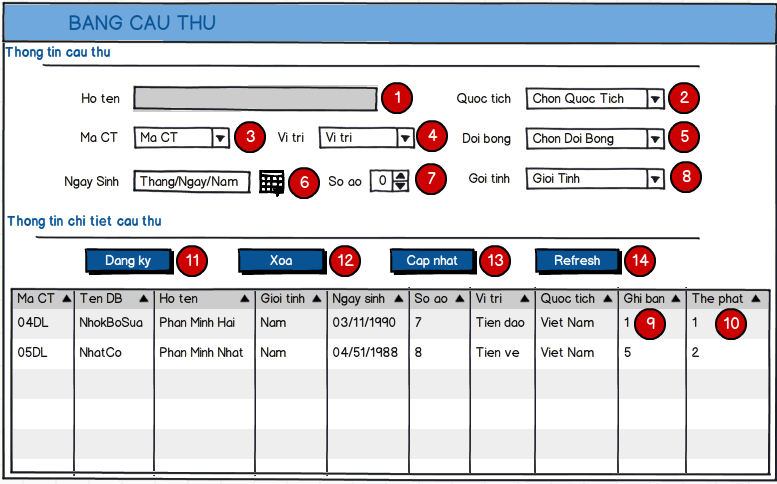 BANG CAU THU
Thong tin cau thu
Ho ten 1 Quoc tich Chon Quoc Tich 2
Ma CT Ma CT 3 Vi tri Vi tri 4 Doi bong Chon Doi Bong 5
Ngay Sinh Thang/Ngay/Nam 6 So ao 0 7 Goi tinh Gioi Tinh 8
Thong tin chi tiet cau thu
Dang ky 11 Xoa 12 Cap nhat 13 Refresh 14
Ma CT Ten DB Ho ten Gioi tinh Ngay sinh So ao Vi tri Quoc tich Ghi ban The phat
04DL NhokBoSua Phan Minh Hai Nam 03/11/1990 7 Tien dao Viet Nam 1 9 1 10
05DL NhatCo Phan Minh Nhat Nam 04/51/1988 8 Tien ve Viet Nam 5 2